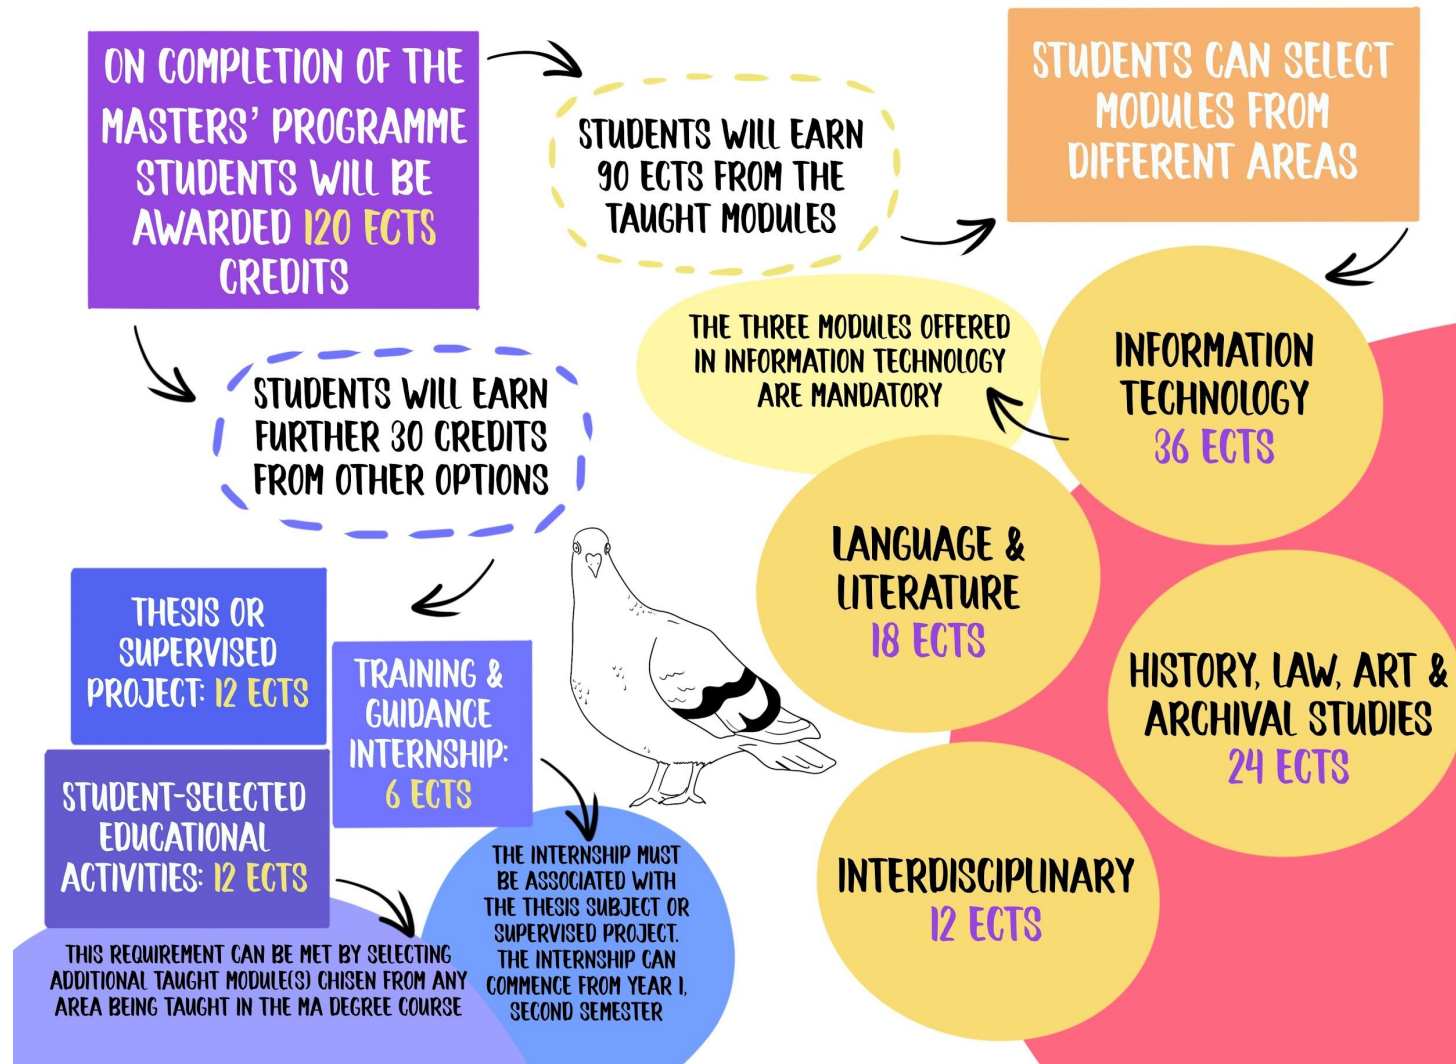 ON COMPLETION OF THE
MASTERS' PROGRAMME
STUDENTS WILL BE
AWARDED 120 ECTS
CREDITS
STUDENTS WILL EARN
90 ECTS FROM THE
TAUGHT MODULES
STUDENTS CAN SELECT
MODULES FROM
DIFFERENT AREAS
THE THREE MODULES OFFERED
IN INFORMATION TECHNOLOGY
ARE MANDATORY
INFORMATION
TECHNOLOGY
36 ECTS
LANGUAGE &
LITERATURE
18 ECTS
HISTORY, LAW, ART &
ARCHIVAL STUDIES
24 ECTS
INTERDISCIPLINARY
12 ECTS
STUDENTS WILL EARN
FURTHER 30 CREDITS
FROM OTHER OPTIONS
THESIS OR
SUPERVISED
PROJECT: 12 ECTS
TRAINING &
GUIDANCE
INTERNSHIP:
6 ECTS
STUDENT-SELECTED
EDUCATIONAL
ACTIVITIES: 12 ECTS
THIS REQUIREMENT CAN BE MET BY SELECTING
ADDITIONAL TAUGHT MODULE(S) CHISEN FROM ANY
AREA BEING TAUGHT IN THE MA DEGREE COURSE
THE INTERNSHIP MUST
BE ASSOCIATED WITH
THE THESIS SUBJECT OR
SUPERVISED PROJECT.
THE INTERNSHIP CAN
COMMENCE FROM YEAR I,
SECOND SEMESTER